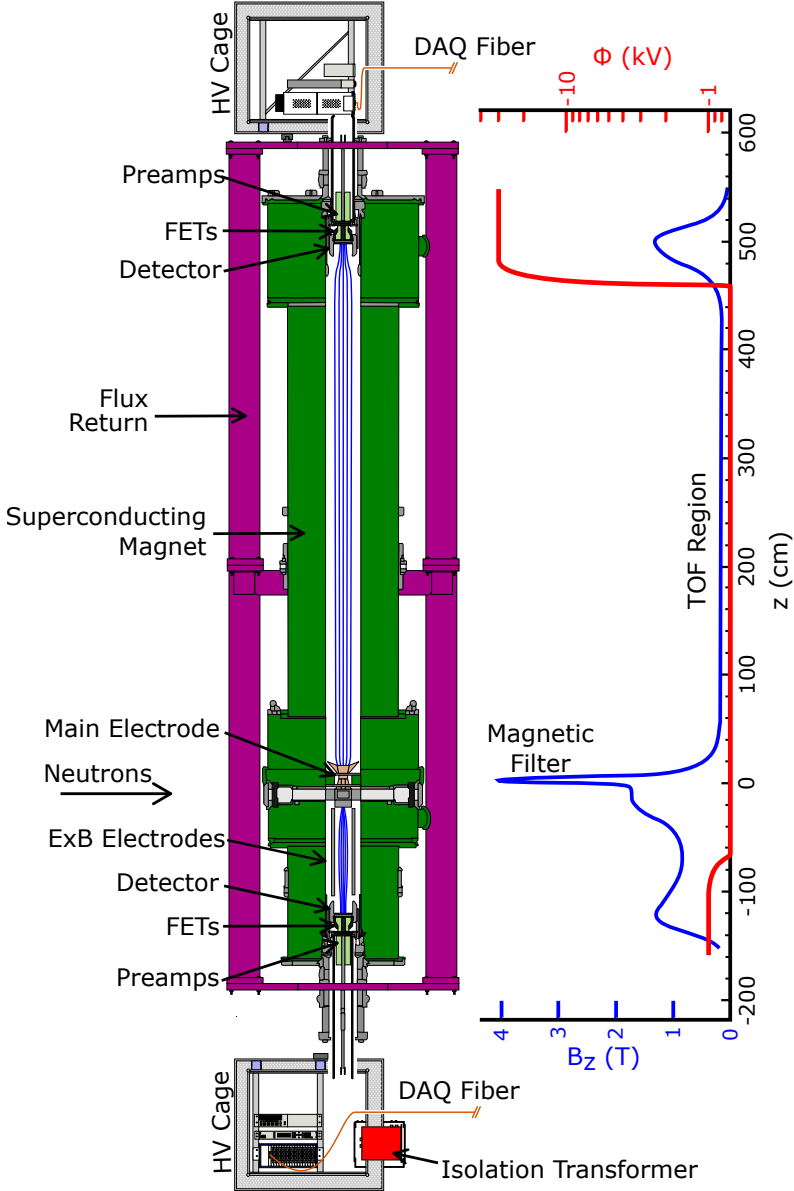 HV Cage
DAQ Fiber
Φ (kV)
-10
-1
Preamps
FETs
Detector
Flux
Return
Superconducting
Magnet
Main Electrode
Neutrons
ExB Electrodes
Detector
FETs
Preamps
Magnetic
Filter
TOF Region
z (cm)
600
500
400
300
200
100
0
-100
-200
4
3
2
1
0
BZ (T)
HV Cage
DAQ Fiber
Isolation Transformer